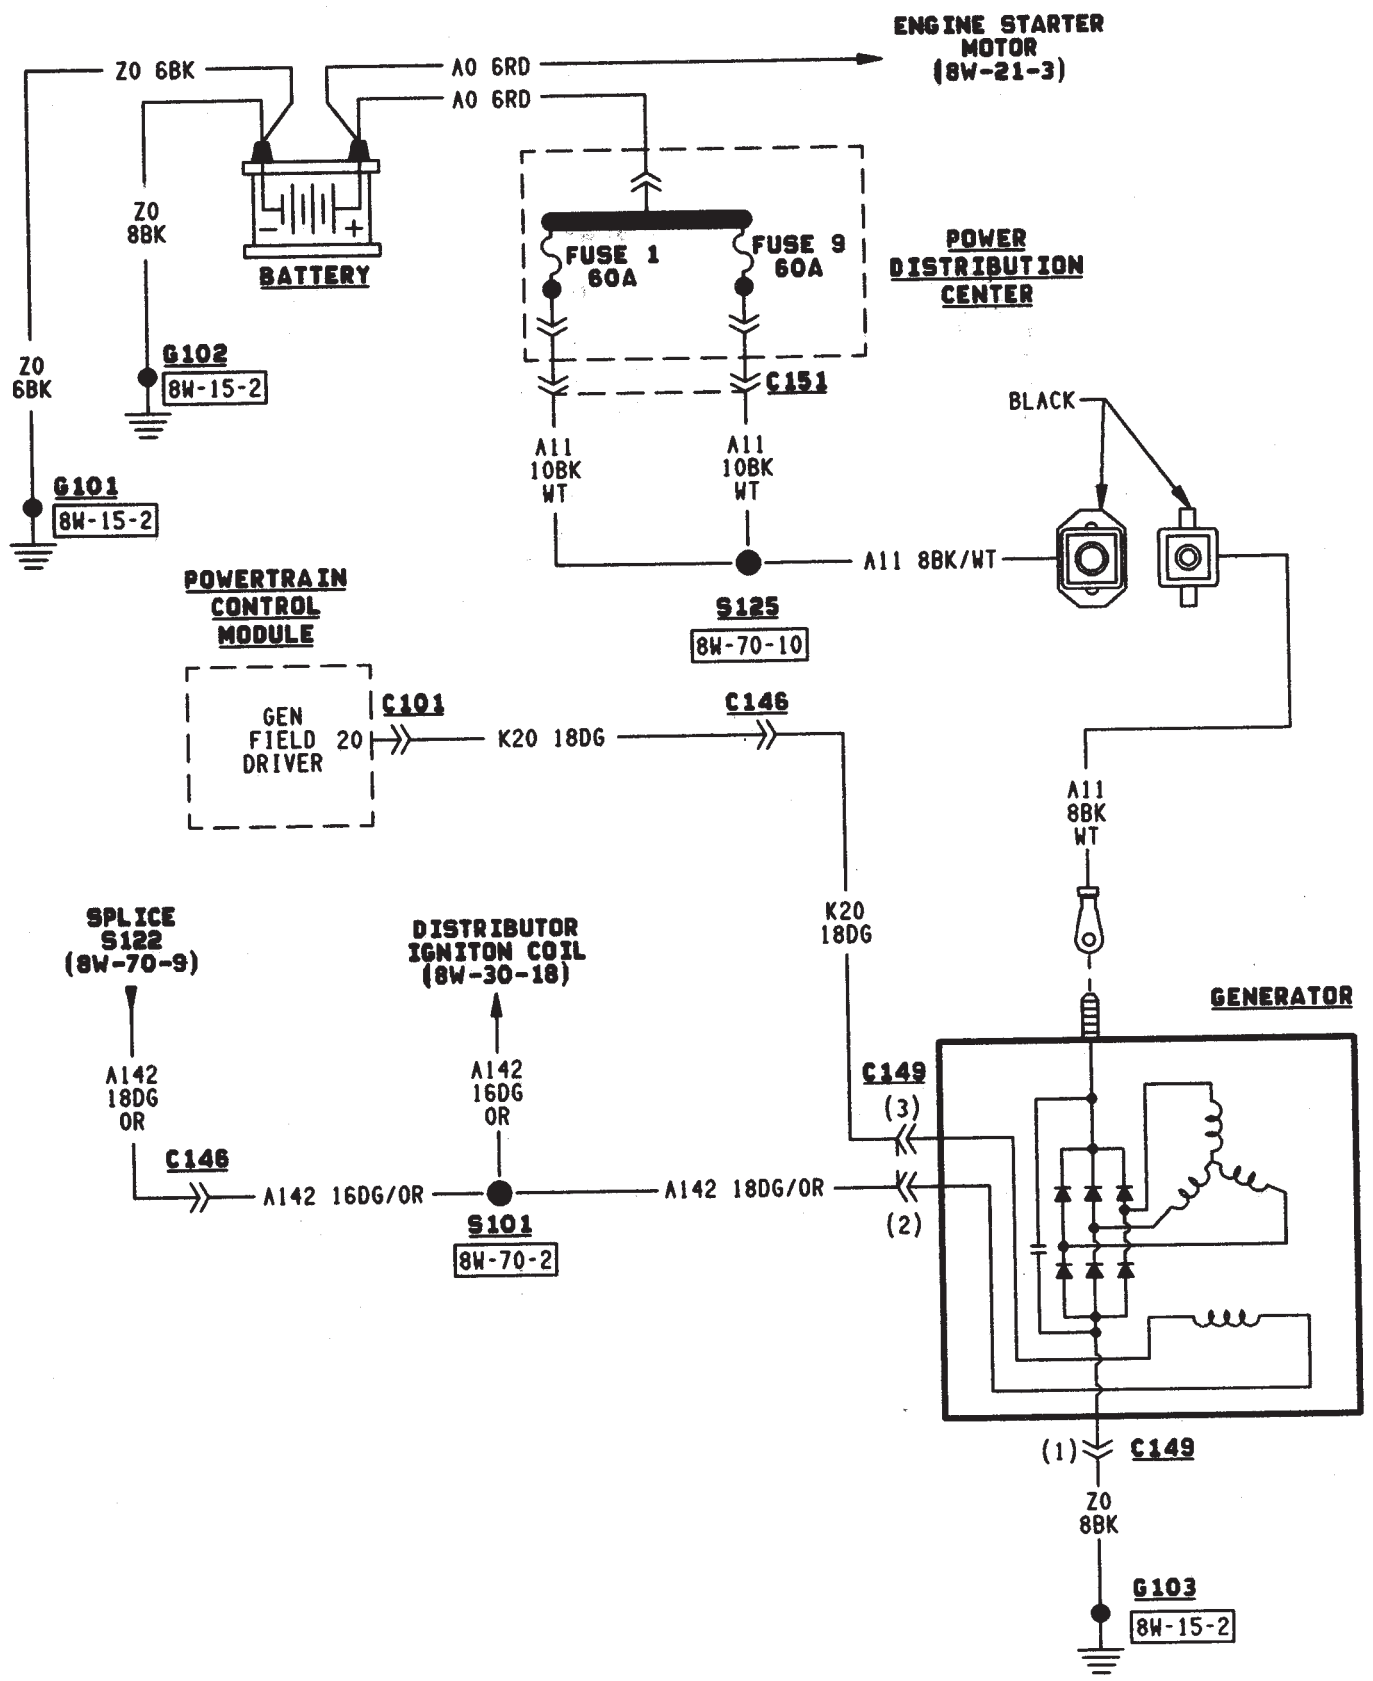 ENGINE STARTER
MOTOR
(8W-21-3)
Z0 6BK
A0 6RD
A0 6RD
Z0
8BK
- +
BATTERY
FUSE 1
60A
FUSE 9
60A
POWER
DISTRIBUTION
CENTER
G102
8W-15-2
Z0
6BK
C151
BLACK
A11
10BK
WT
A11
10BK
WT
G101
8W-15-2
A11 8BK/WT
POWERTRAIN
CONTROL
MODULE
S125
8W-70-10
C101
C146
GEN
FIELD
DRIVER
20
K20 18DG
A11
8BK
WT
K20
18DG
SPLICE
S122
(8W-70-9)
DISTRIBUTOR
IGNITON COIL
(8W-30-18)
GENERATOR
A142
18DG
OR
A142
16DG
OR
C149
(3)
C146
A142 16DG/OR
A142 18DG/OR
S101
8W-70-2
(2)
(1)
C149
Z0
8BK
G103
8W-15-2